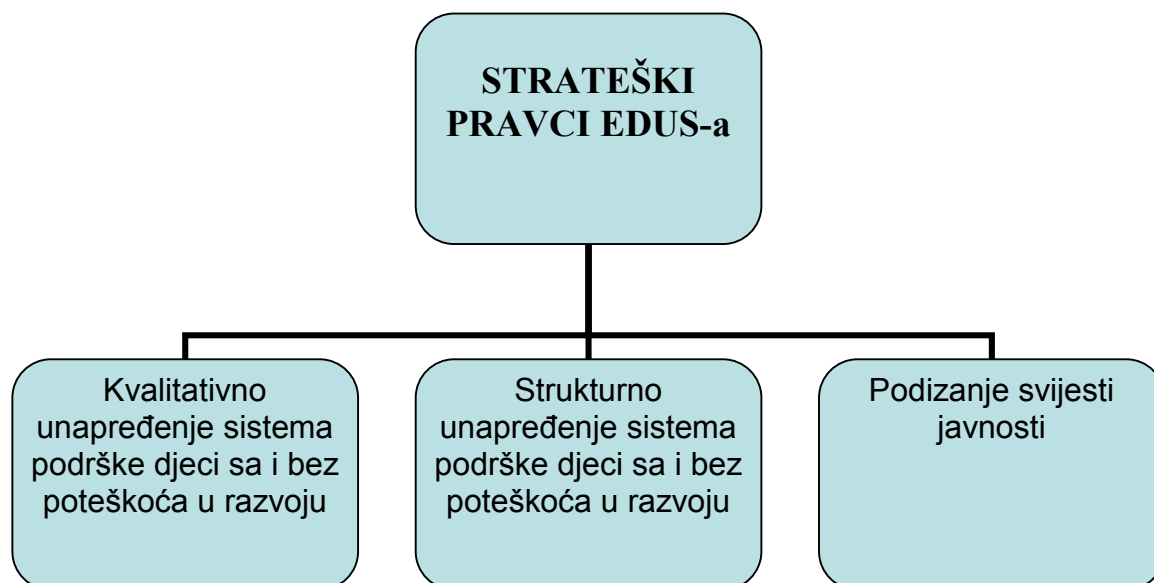 STRATEŠKI
PRAVCI EDUS-a
Kvalitativno
unapređenje sistema
podrške djeci sa i bez
poteškoća u razvoju
Strukturno
unapređenje sistema
podrške djeci sa i bez
poteškoća u razvoju
Podizanje svijesti
javnosti